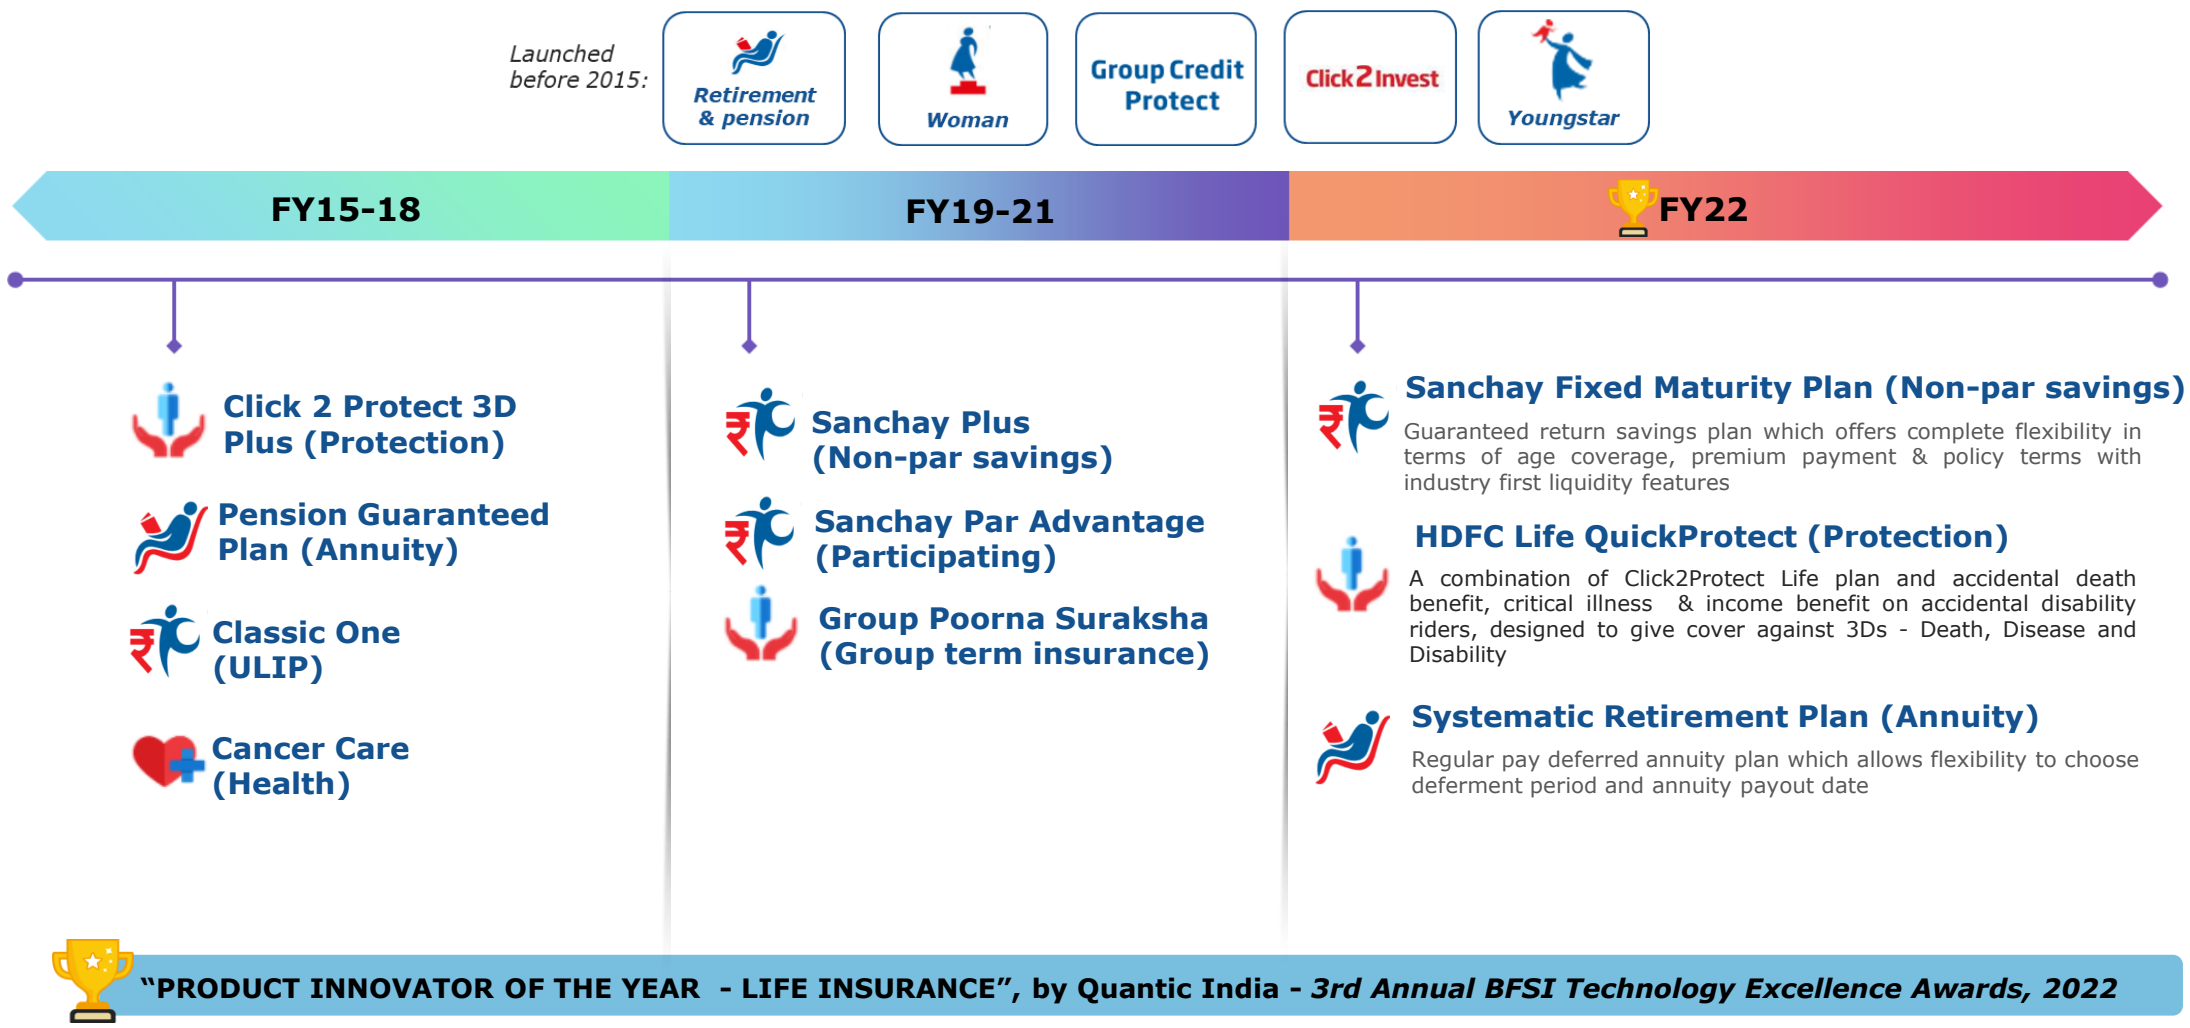 Launched
before 2015:
Retirement
& pension
Woman
Group Credit
Protect
Click2Invest
Youngstar
FY15-18
FY19-21
FY22
Click 2 Protect 3D
Plus (Protection)
Pension Guaranteed
Plan (Annuity)
Classic One
(ULIP)
Cancer Care
(Health)
Sanchay Plus
(Non-par savings)
Sanchay Par Advantage
(Participating)
Group Poorna Suraksha
(Group term insurance)
Sanchay Fixed Maturity Plan (Non-par savings)
Guaranteed return savings plan which offers complete flexibility in
terms of age coverage, premium payment & policy terms with
industry first liquidity features
HDFC Life QuickProtect (Protection)
A combination of Click2Protect Life plan and accidental death
benefit, critical illness & income benefit on accidental disability
riders, designed to give cover against 3Ds - Death, Disease and
Disability
Systematic Retirement Plan (Annuity)
Regular pay deferred annuity plan which allows flexibility to choose
deferment period and annuity payout date
“PRODUCT INNOVATOR OF THE YEAR - LIFE INSURANCE”, by Quantic India - 3rd Annual BFSI Technology Excellence Awards, 2022